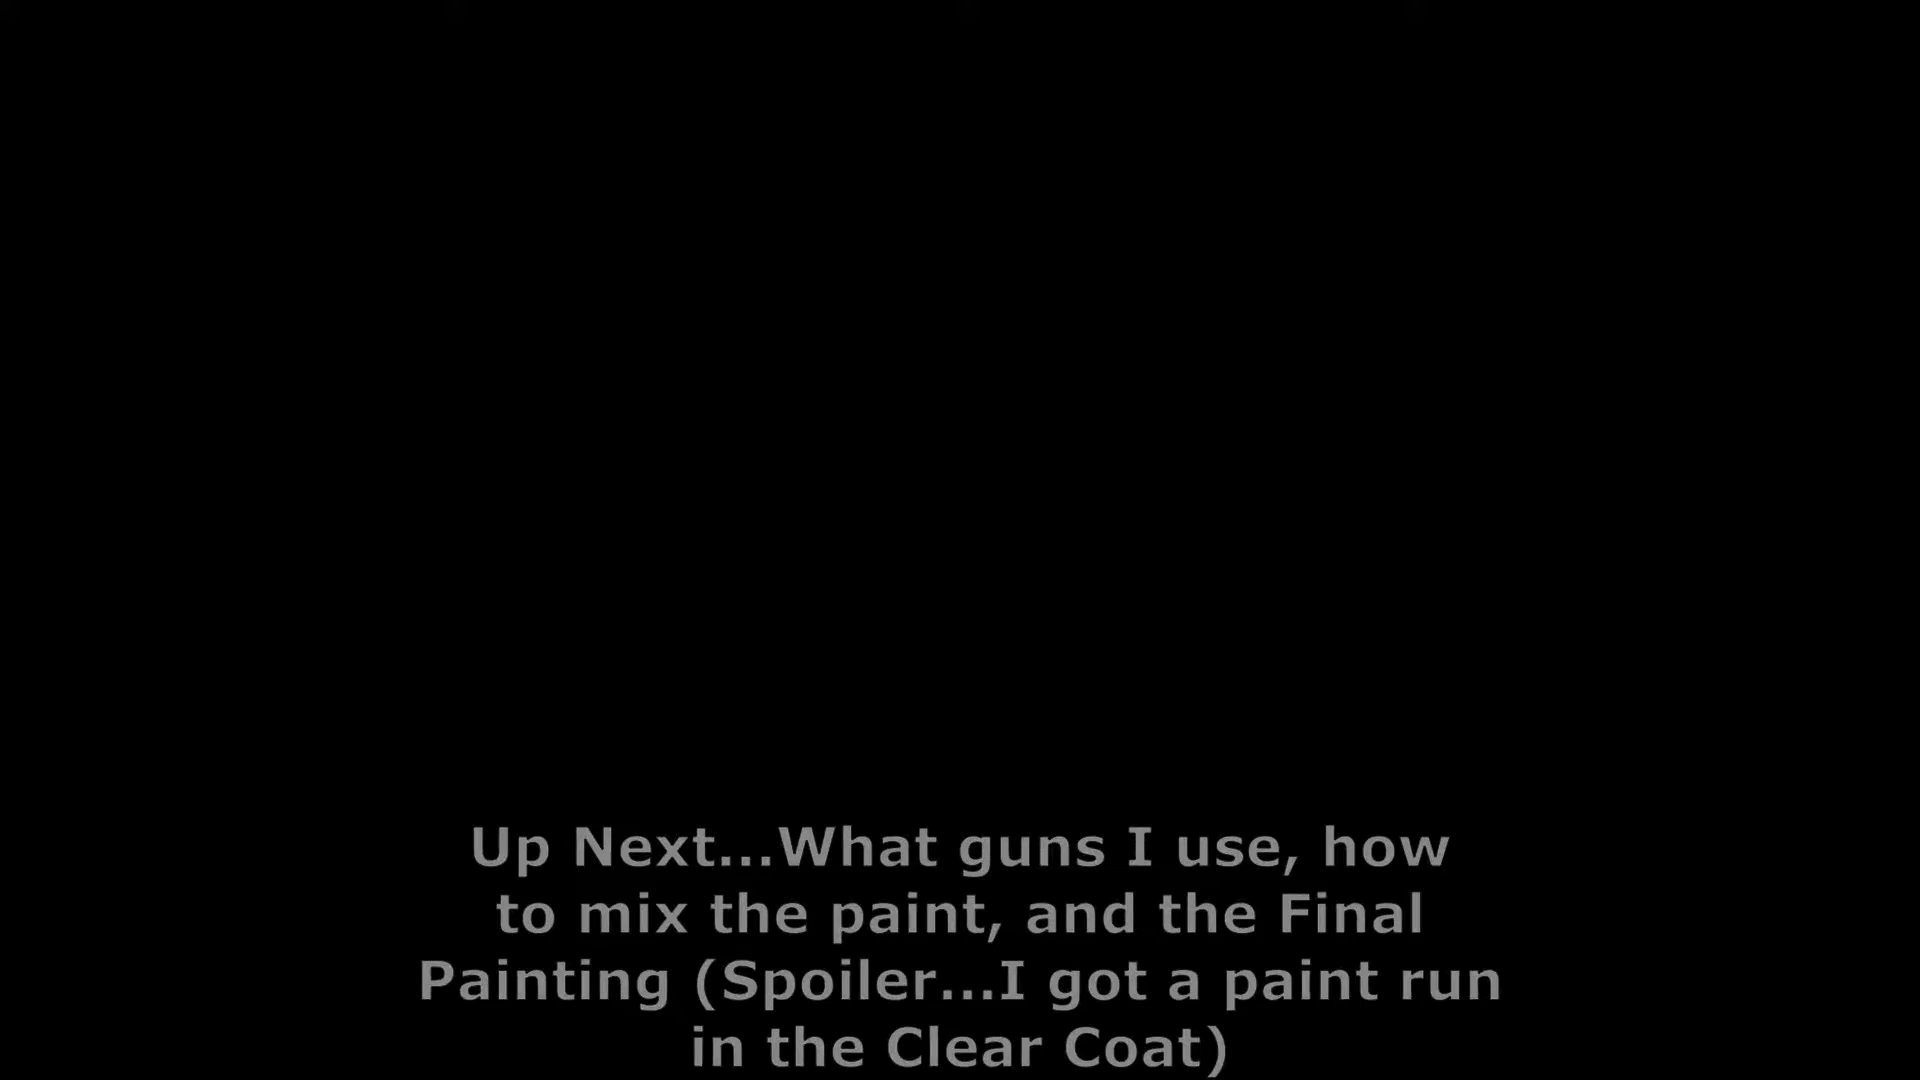 Up Next...What guns I use, how
to mix the paint, and the Final
Painting (Spoiler...I got a paint run
in the Clear Coat)